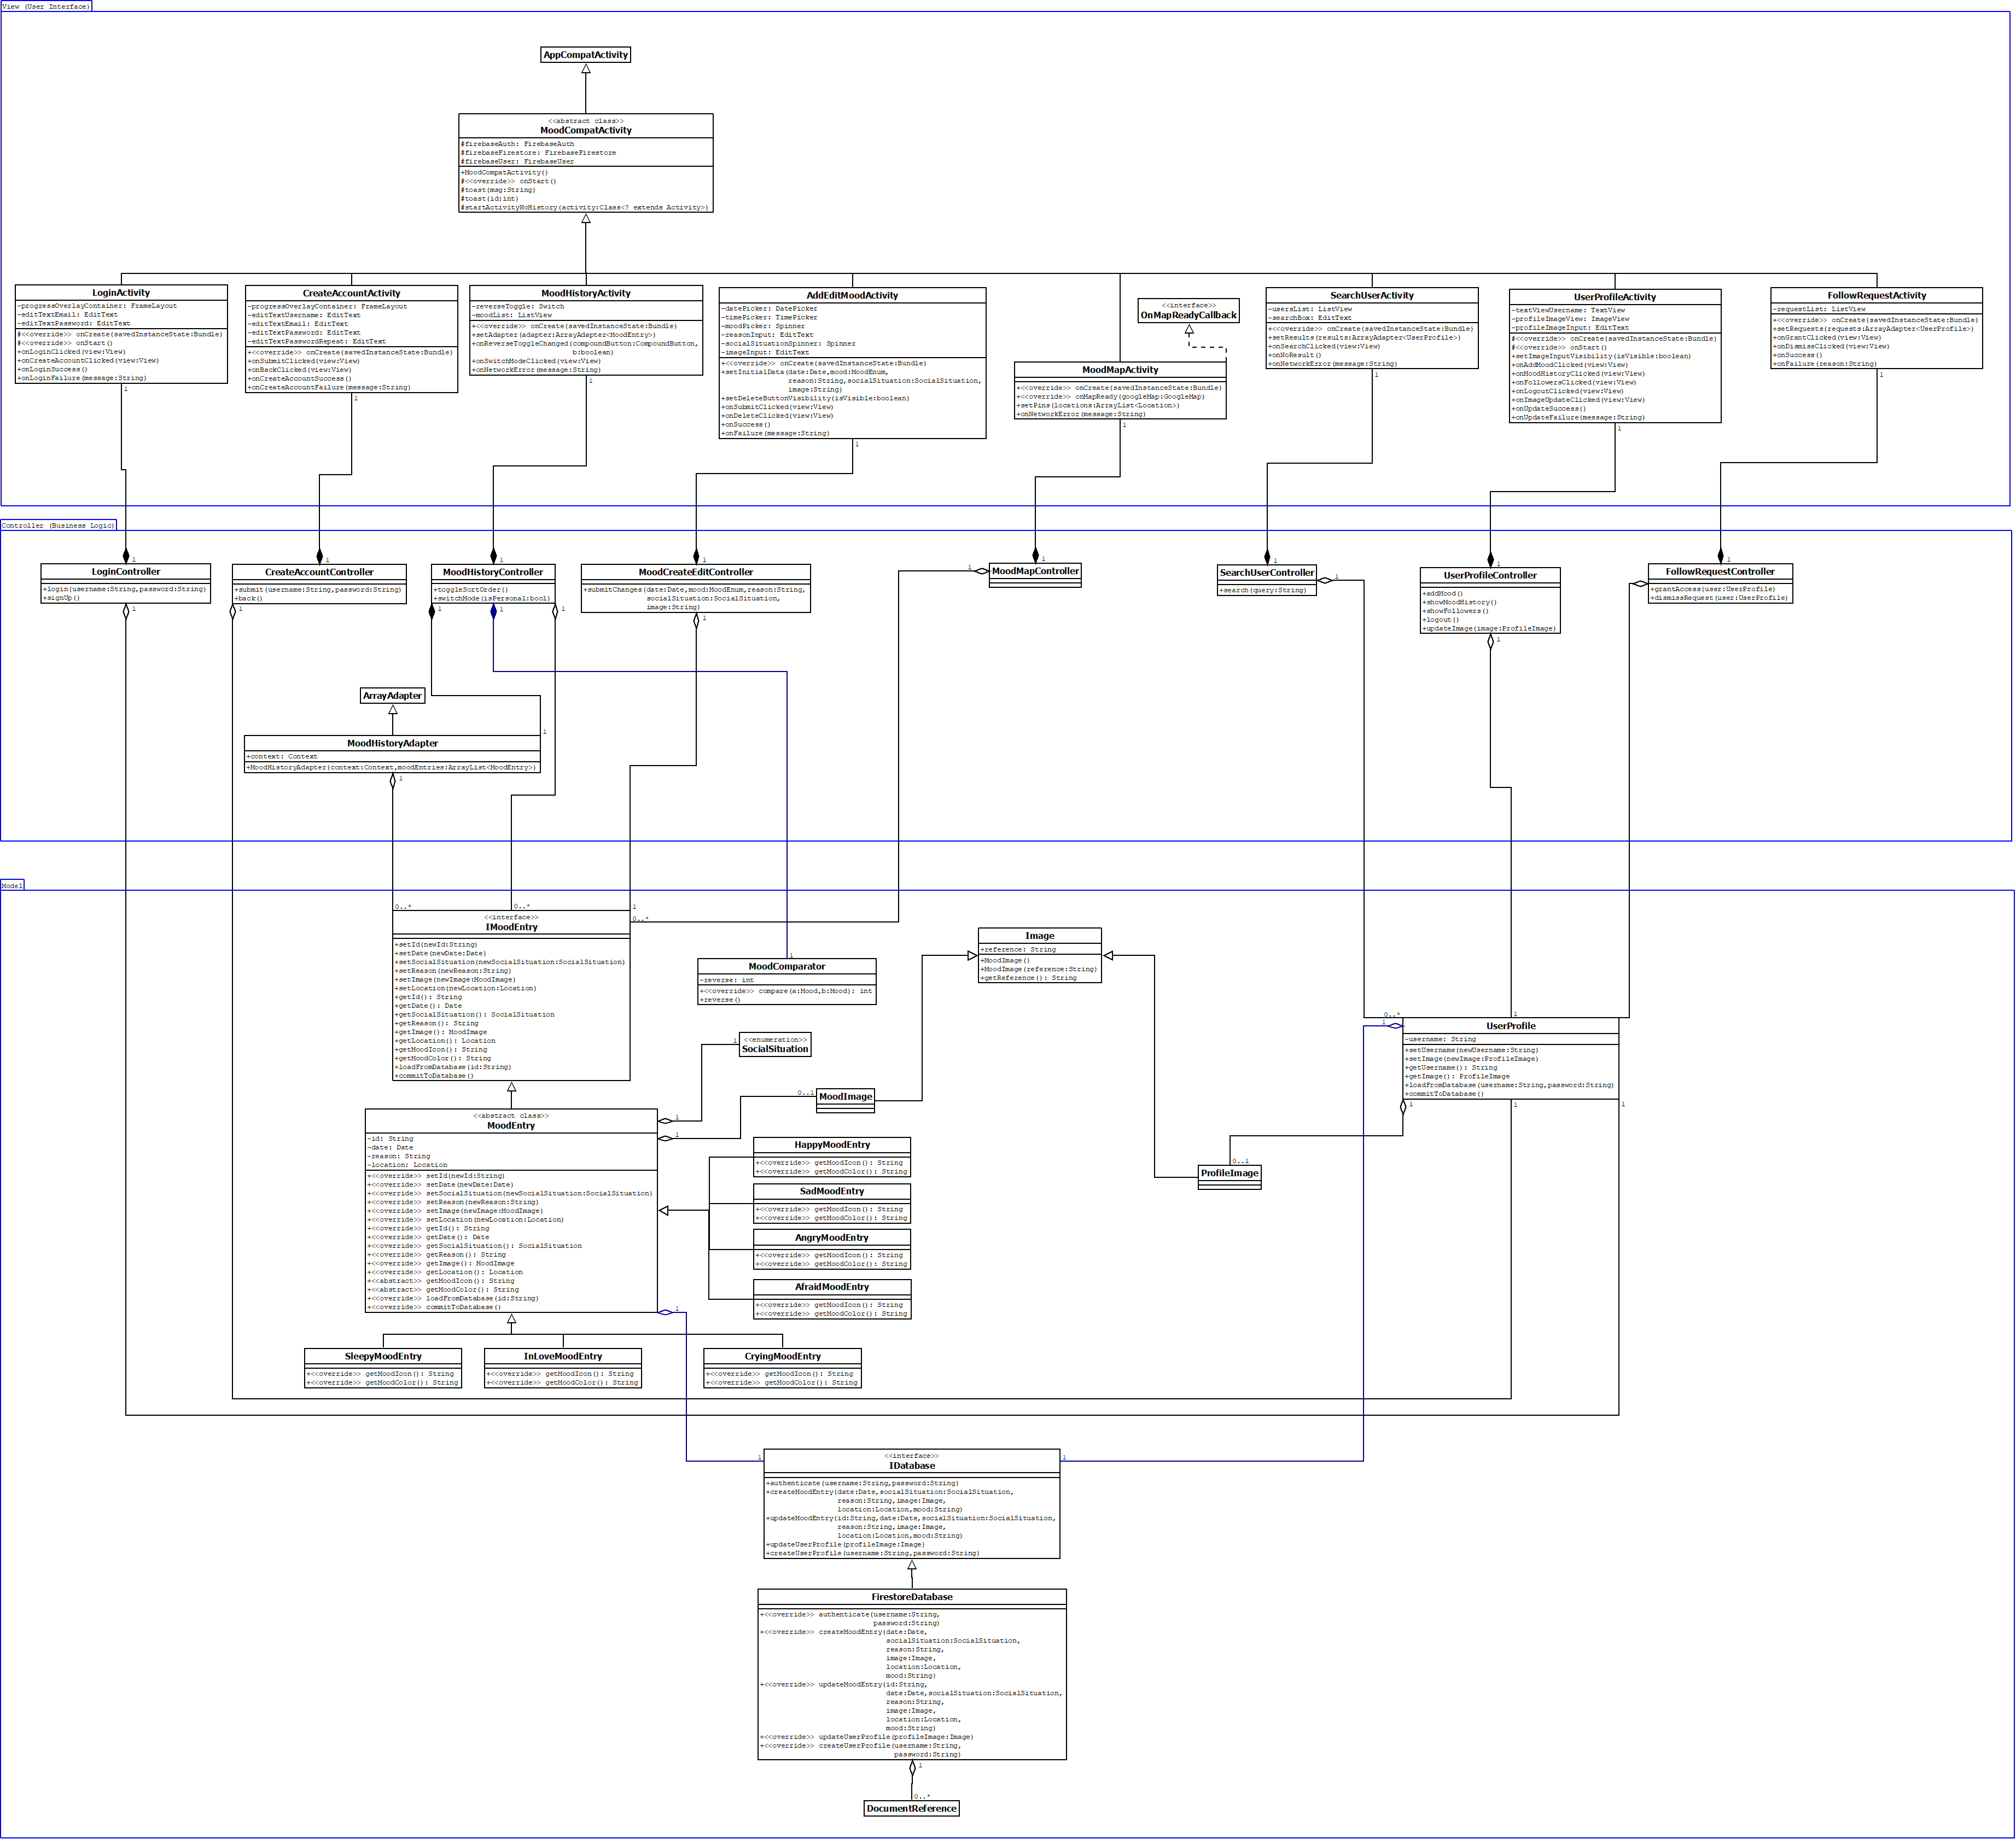 View (User Interface)
AppCompatActivity
<<abstract class>>
MoodCompatActivity
#firebaseAuth: FirebaseAuth
#firebaseFirestore: FirebaseFirestore
#firebaseUser: FirebaseUser
+MoodCompatActivity()
#<<override>> onStart()
#toast(msg:String)
#toast(id:int)
#startActivityNoHistory(activity:Class<? extends Activity>)
LoginActivity
-progressOverlayContainer: FrameLayout
-editTextEmail: EditText
-editTextPassword: EditText
#<<override>> onCreate(savedInstanceState:Bundle)
#<<override>> onStart()
+onLoginClicked(view:View)
+onCreateAccountClicked(view:View)
+onLoginSuccess()
+onLoginFailure(message:String)
1
CreateAccountActivity
-progressOverlayContainer: FrameLayout
-editTextUsername: EditText
-editTextEmail: EditText
-editTextPassword: EditText
-editTextPasswordRepeat: EditText
+<<override>> onCreate(savedInstanceState:Bundle)
+onSubmitClicked(view:View)
+onBackClicked(view:View)
+onCreateAccountSuccess()
+onCreateAccountFailure(message:String)
1
MoodHistoryActivity
-reverseToggle: Switch
-moodList: ListView
+<<override>> onCreate(savedInstanceState:Bundle)
+setAdapter(adapter:ArrayAdapter<MoodEntry>)
+onReverseToggleChanged(compoundButton:CompoundButton,
b:boolean)
+onSwitchModeClicked(view:View)
+onNetworkError(message:String)
1
AddEditMoodActivity
-datePicker: DatePicker
-timePicker: TimePicker
-moodPicker: Spinner
-reasonInput: EditText
-socialSituationSpinner: Spinner
-imageInput: EditText
+<<override>> onCreate(savedInstanceState:Bundle)
+setInitialData(date:Date,mood:MoodEnum,
reason:String,socialSituation:SocialSituation,
image:String)
+setDeleteButtonVisibility(isVisible:boolean)
+onSubmitClicked(view:View)
+onDeleteClicked(view:View)
+onSuccess()
+onFailure(message:String)
1
<<interface>>
OnMapReadyCallback
MoodMapActivity
+<<override>> onCreate(savedInstanceState:Bundle)
+<<override>> onMapReady(googleMap:GoogleMap)
+setPins(locations:ArrayList<Location>)
+onNetworkError(message:String)
1
SearchUserActivity
-usersList: ListView
-searchBox: EditText
+<<override>> onCreate(savedInstanceState:Bundle)
+setResults(results:ArrayAdapter<UserProfile>)
+onSearchClicked(view:View)
+onNoResult()
+onNetworkError(message:String)
1
UserProfileActivity
-textViewUsername: TextView
-profileImageView: ImageView
-profileImageInput: EditText
#<<override>> onCreate(savedInstanceState:Bundle)
#<<override>> onStart()
+setImageInputVisibility(isVisible:boolean)
+onAddMoodClicked(view:View)
+onMoodHistoryClicked(view:View)
+onFollowersClicked(view:View)
+onLogoutClicked(view:View)
+onImageUpdateClicked(view:View)
+onUpdateSuccess()
+onUpdateFailure(message:String)
1
FollowRequestActivity
-requestList: ListView
+<<override>> onCreate(savedInstanceState:Bundle)
+setRequests(requests:ArrayAdapter<UserProfile>)
+onGrantClicked(view:View)
+onDismissClicked(view:View)
+onSuccess()
+onFailure(reason:String)
1
Controller (Business Logic)
1
LoginController
+login(username:String,password:String)
+signUp()
1
1
CreateAccountController
+submit(username:String,password:String)
+back()
1
1
MoodHistoryController
+toggleSortOrder()
+switchMode(isPersonal:bool)
1
1
1
1
MoodCreateEditController
+submitChanges(date:Date,mood:MoodEnum,reason:String,
socialSituation:SocialSituation,
image:String)
1
1
1
MoodMapController
1
SearchUserController
+search(query:String)
1
1
UserProfileController
+addMood()
+showMoodHistory()
+showFollowers()
+logout()
+updateImage(image:ProfileImage)
1
1
FollowRequestController
+grantAccess(user:UserProfile)
+dismissRequest(user:UserProfile)
ArrayAdapter
1
MoodHistoryAdapter
+context: Context
+MoodHistoryAdapter(context:Context,moodEntries:ArrayList<MoodEntry>)
1
Model
0..*
0..*
1
0..*
<<interface>>
IMoodEntry
+setId(newId:String)
+setDate(newDate:Date)
+setSocialSituation(newSocialSituation:SocialSituation)
+setReason(newReason:String)
+setImage(newImage:MoodImage)
+setLocation(newLocation:Location)
+getId(): String
+getDate(): Date
+getSocialSituation(): SocialSituation
+getReason(): String
+getImage(): MoodImage
+getLocation(): Location
+getMoodIcon(): String
+getMoodColor(): String
+loadFromDatabase(id:String)
+commitToDatabase()
1
MoodComparator
-reverse: int
+<<override>> compare(a:Mood,b:Mood): int
+reverse()
Image
+reference: String
+MoodImage()
+MoodImage(reference:String)
+getReference(): String
0..*
1
1
UserProfile
-username: String
+setUsername(newUsername:String)
+setImage(newImage:ProfileImage)
+getUsername(): String
+getImage(): ProfileImage
+loadFromDatabase(username:String,password:String)
+commitToDatabase()
1
1
1
1
<<enumeration>>
SocialSituation
0..1
MoodImage
0..1
ProfileImage
<<abstract class>>
MoodEntry
-id: String
-date: Date
-reason: String
-location: Location
+<<override>> setId(newId:String)
+<<override>> setDate(newDate:Date)
+<<override>> setSocialSituation(newSocialSituation:SocialSituation)
+<<override>> setReason(newReason:String)
+<<override>> setImage(newImage:MoodImage)
+<<override>> setLocation(newLocation:Location)
+<<override>> getId(): String
+<<override>> getDate(): Date
+<<override>> getSocialSituation(): SocialSituation
+<<override>> getReason(): String
+<<override>> getImage(): MoodImage
+<<override>> getLocation(): Location
+<<abstract>> getMoodIcon(): String
+<<abstract>> getMoodColor(): String
+<<override>> loadFromDatabase(id:String)
+<<override>> commitToDatabase()
1
1
1
HappyMoodEntry
+<<override>> getMoodIcon(): String
+<<override>> getMoodColor(): String
SadMoodEntry
+<<override>> getMoodIcon(): String
+<<override>> getMoodColor(): String
AngryMoodEntry
+<<override>> getMoodIcon(): String
+<<override>> getMoodColor(): String
AfraidMoodEntry
+<<override>> getMoodIcon(): String
+<<override>> getMoodColor(): String
SleepyMoodEntry
+<<override>> getMoodIcon(): String
+<<override>> getMoodColor(): String
InLoveMoodEntry
+<<override>> getMoodIcon(): String
+<<override>> getMoodColor(): String
CryingMoodEntry
+<<override>> getMoodIcon(): String
+<<override>> getMoodColor(): String
1
1
<<interface>>
IDatabase
+authenticate(username:String,password:String)
+createMoodEntry(date:Date,socialSituation:SocialSituation,
reason:String,image:Image,
location:Location,mood:String)
+updateMoodEntry(id:String,date:Date,socialSituation:SocialSituation,
reason:String,image:Image,
location:Location,mood:String)
+updateUserProfile(profileImage:Image)
+createUserProfile(username:String,password:String)
FirestoreDatabase
+<<override>> authenticate(username:String,
password:String)
+<<override>> createMoodEntry(date:Date,
socialSituation:SocialSituation,
reason:String,
image:Image,
location:Location,
mood:String)
+<<override>> updateMoodEntry(id:String,
date:Date,socialSituation:SocialSituation,
reason:String,
image:Image,
location:Location,
mood:String)
+<<override>> updateUserProfile(profileImage:Image)
+<<override>> createUserProfile(username:String,
password:String)
1
0..*
DocumentReference